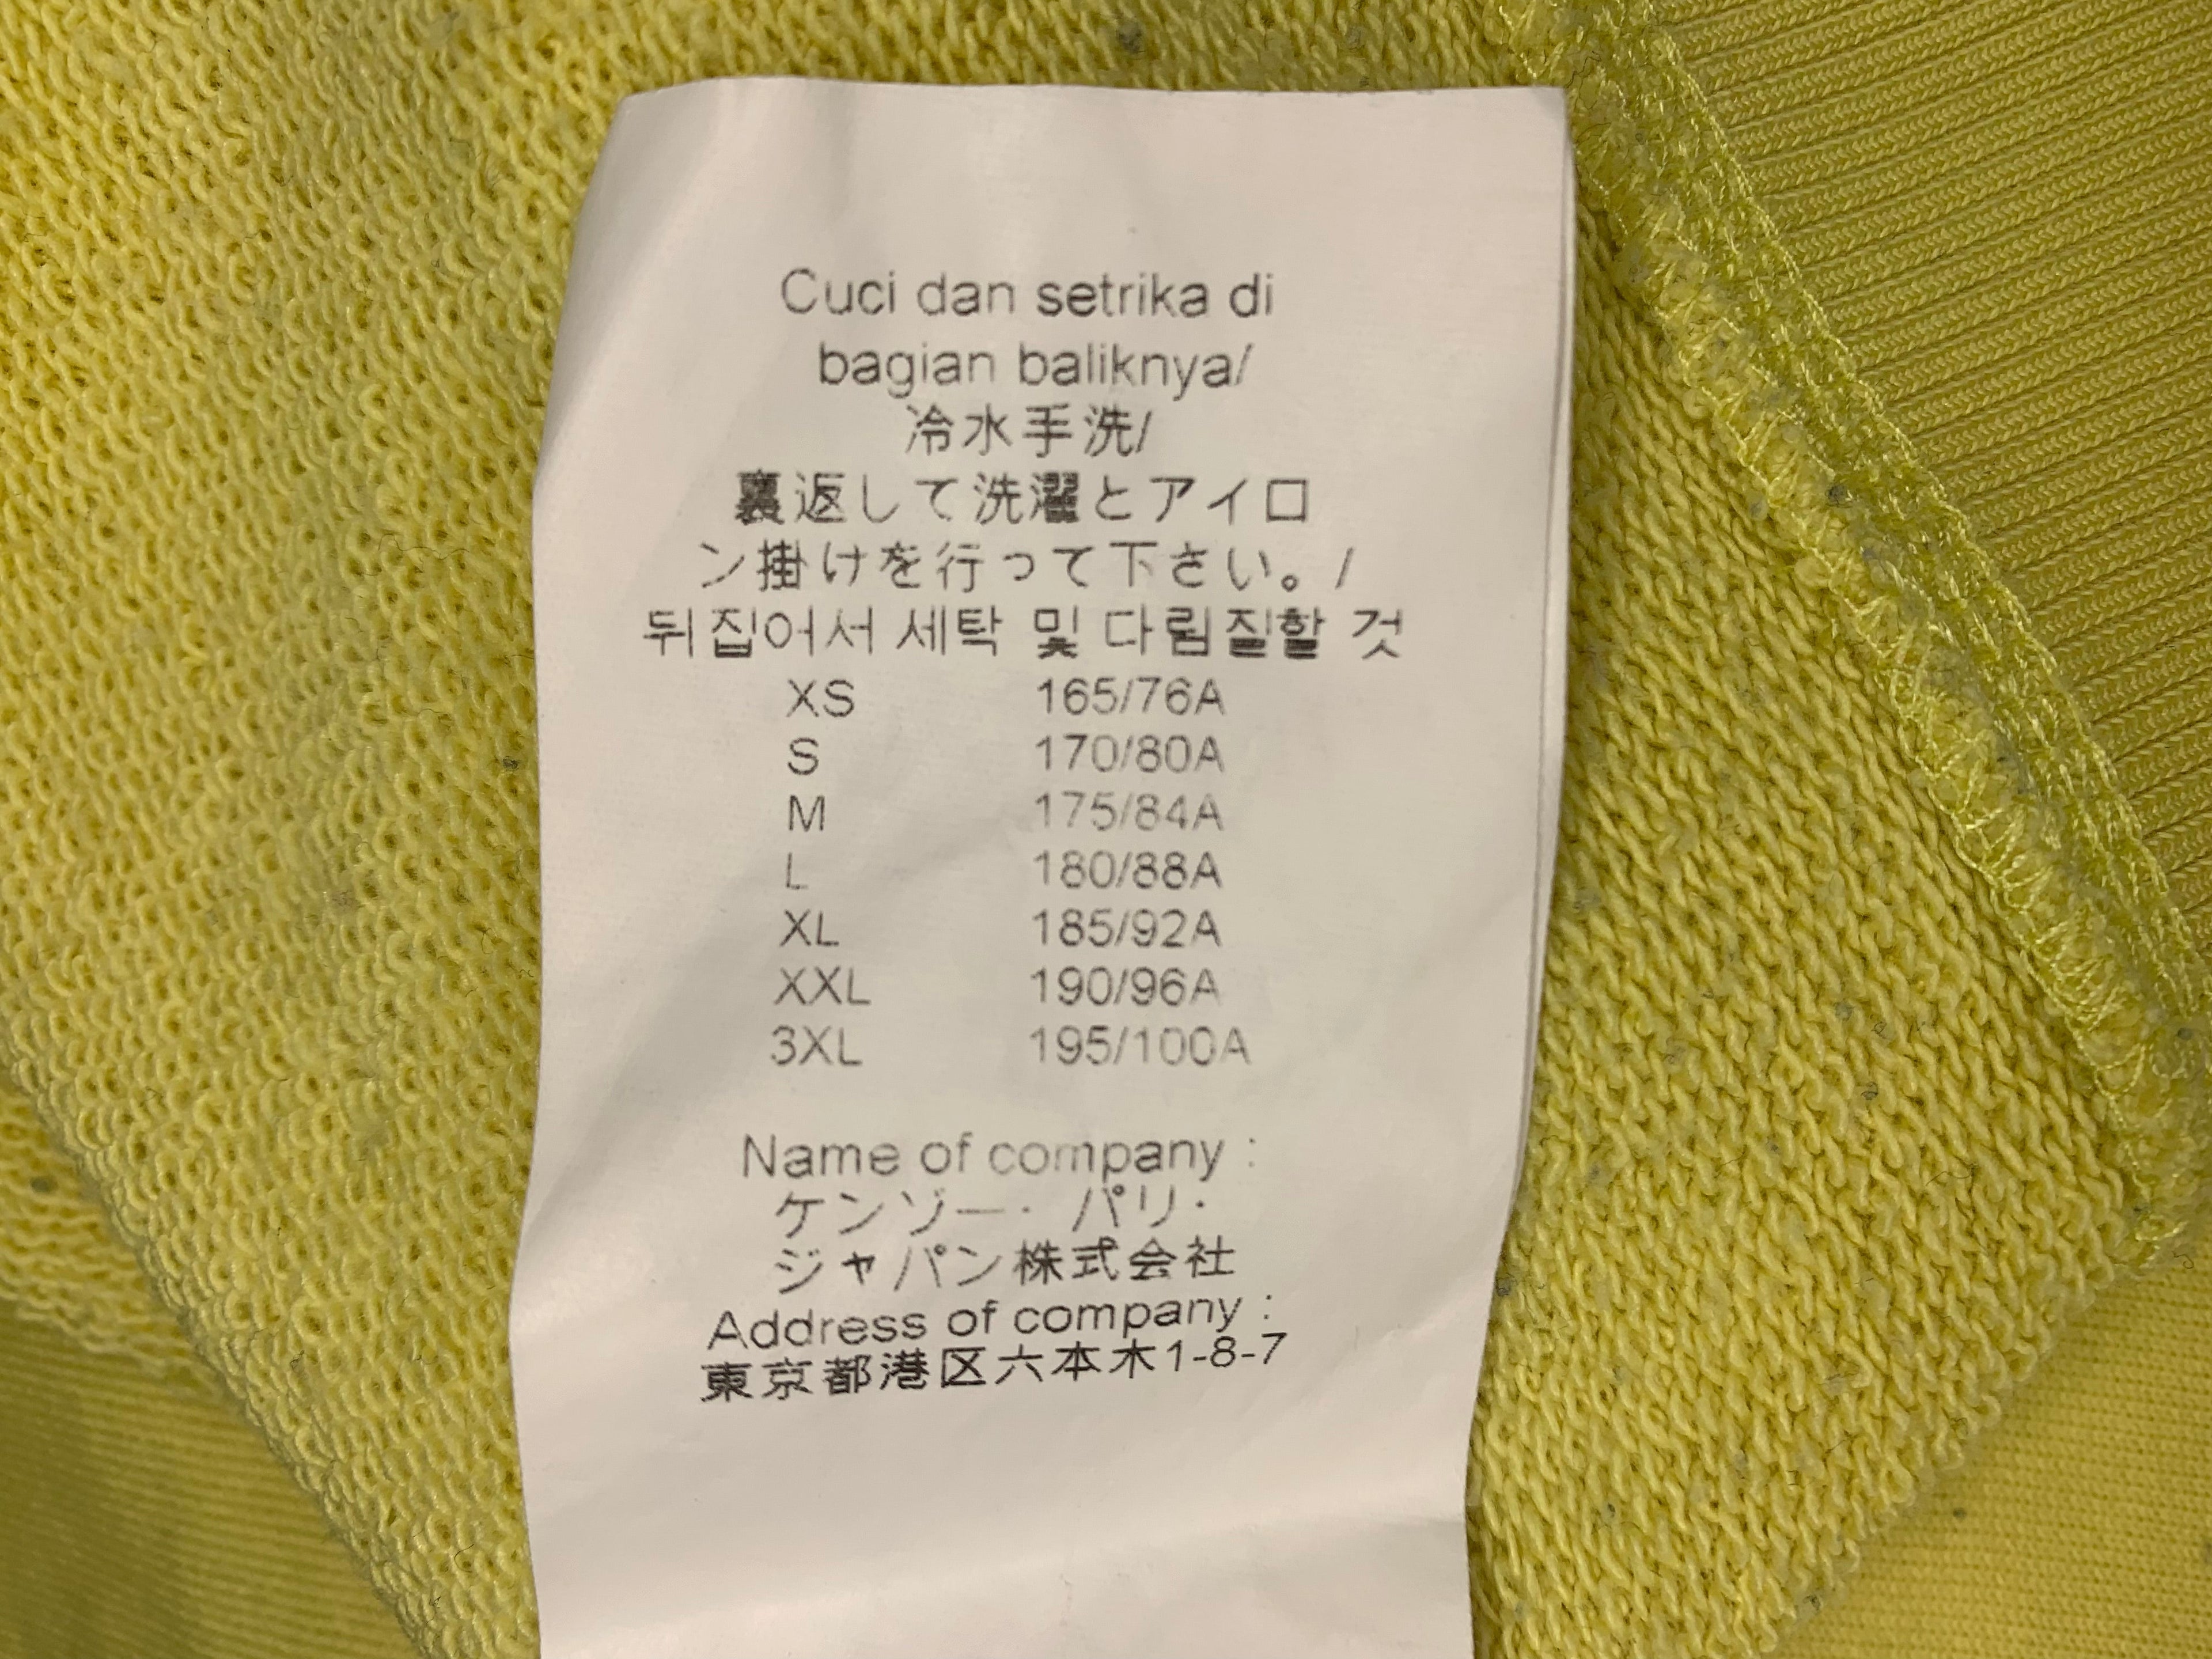 Cuci dan setrika di
bagian baliknya/
冷水手洗/
裏返して洗濯とアイロ
ン掛けを行って下さい。/
뒤집어서 세탁 및 다림질할 것
XS 165/76A
S 170/80A
M 175/84A
L 180/88A
XL 185/92A
XXL 190/96A
3XL 195/100A
Name of company :
ケンゾー・パリ・
ジャパン株式会社
Address of company :
東京都港区六本木1-8-7